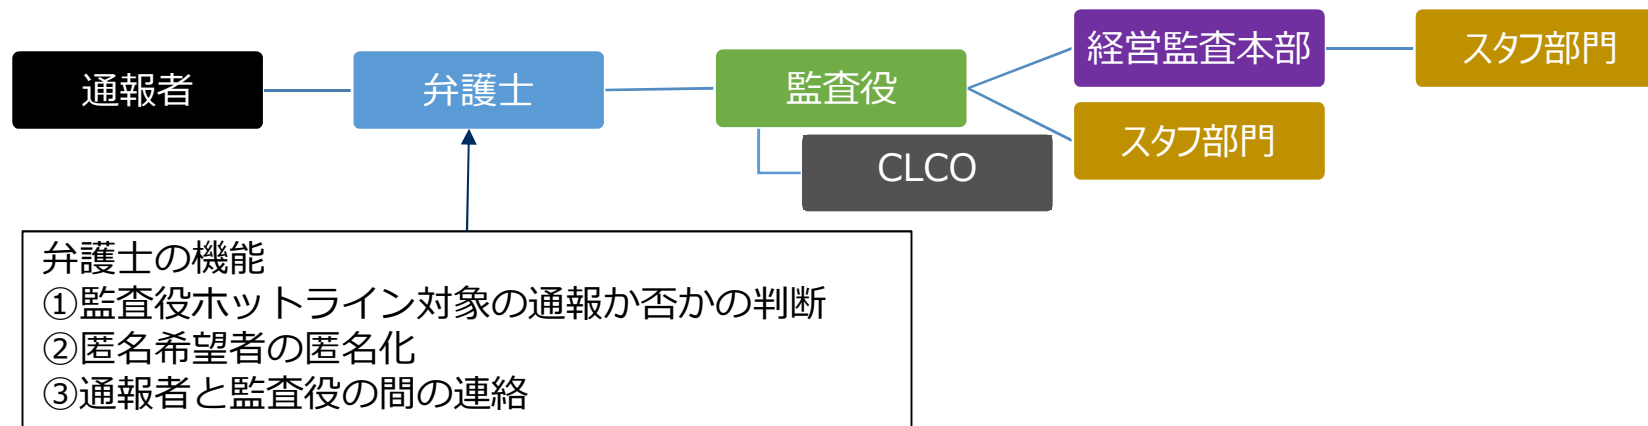 通報者
弁護士
監査役
経営監査本部
スタフ部門
スタフ部門
CLCO
弁護士の機能
①監査役ホットライン対象の通報か否かの判断
②匿名希望者の匿名化
③通報者と監査役の間の連絡